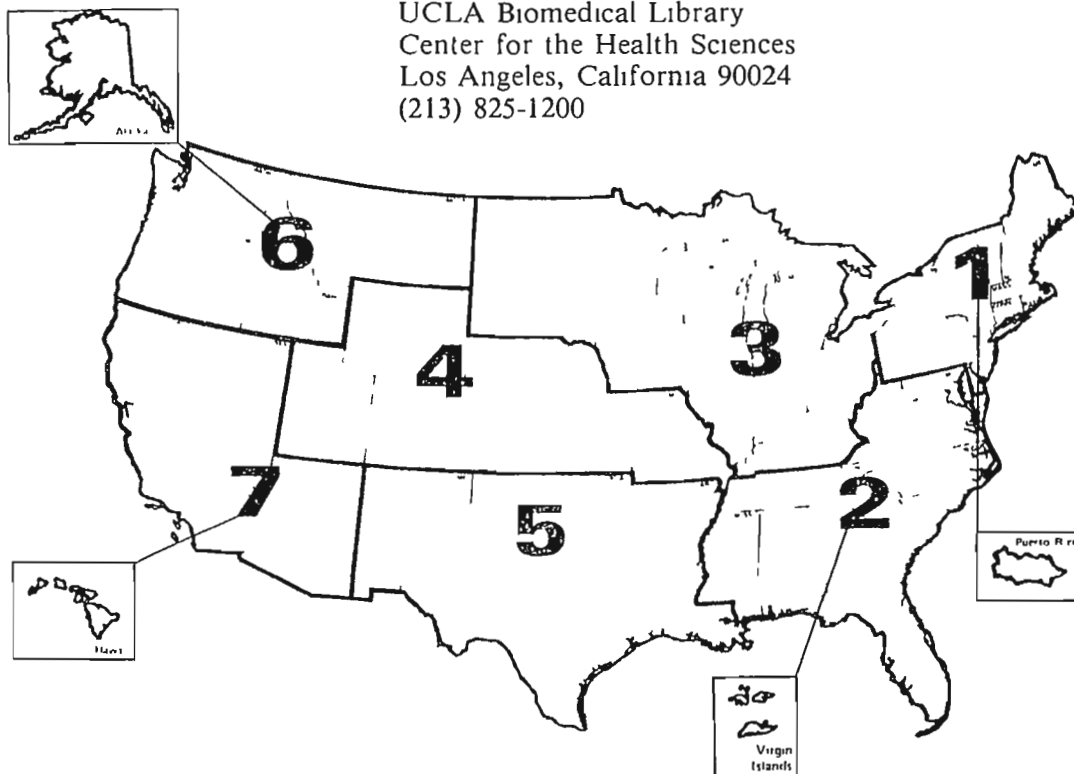 UCLA Biomedical Library
Center for the Health Sciences
Los Angeles, California 90024
(213) 825-1200
6
1
3
4
7
5
2
Puerto R
Virgin
Islands